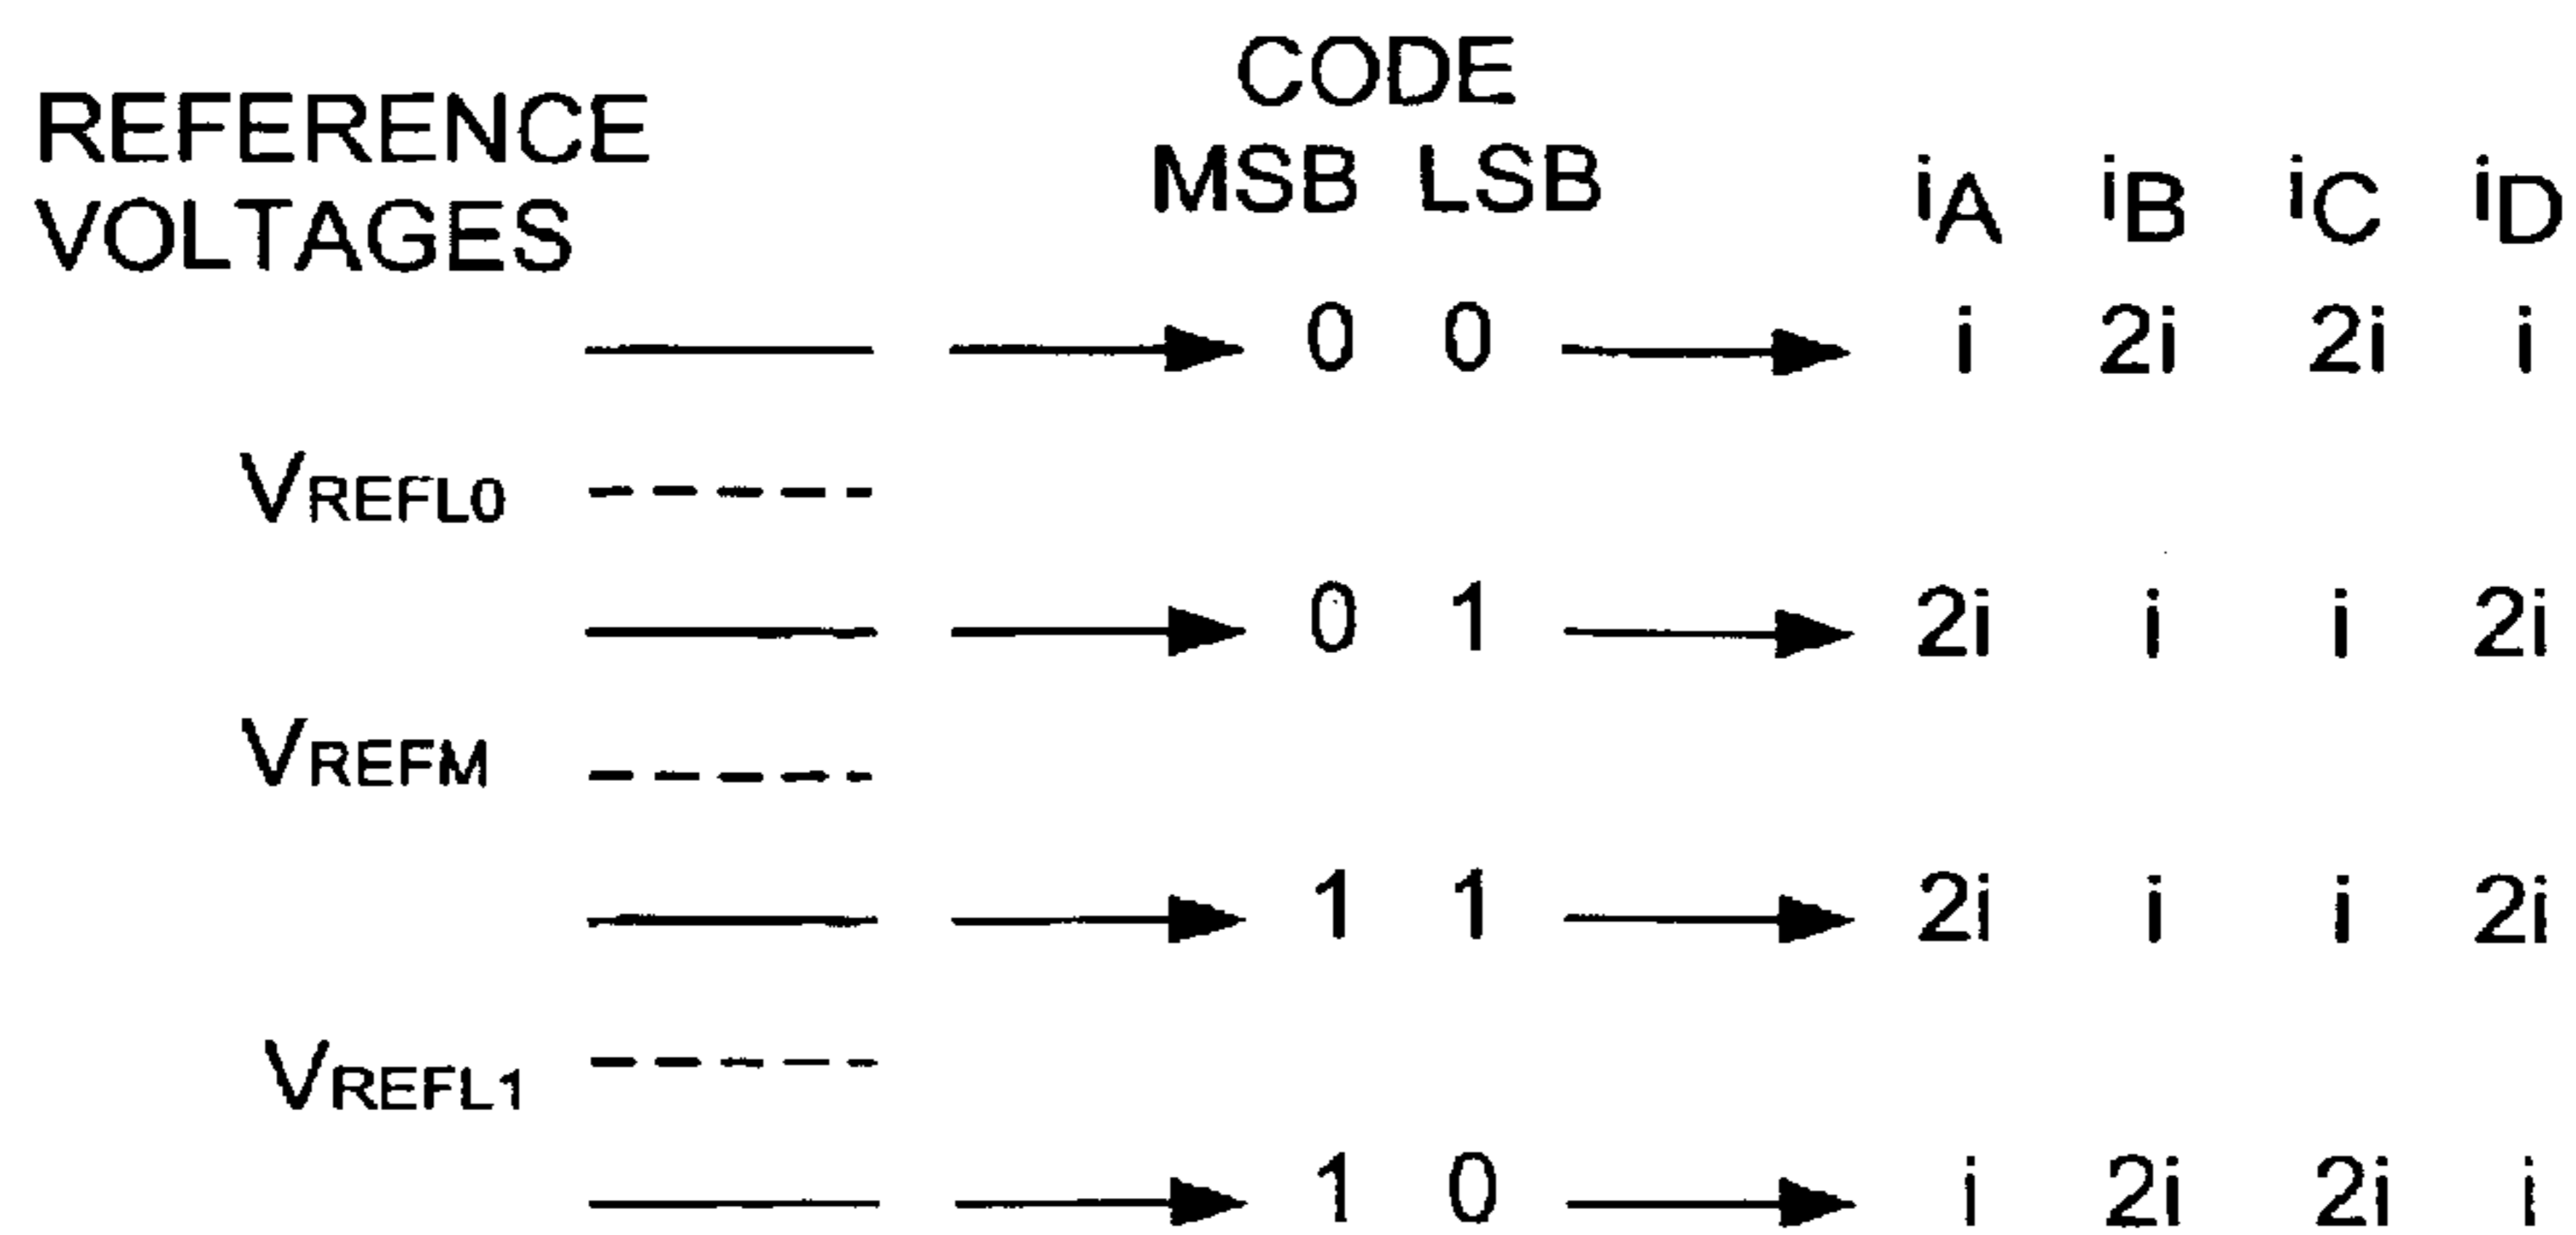 CODE
REFERENCE VOLTAGES
MSB LSB iA iB iC iD
0 0 i 2i 2i i
VREFL0
0 1 2i i i 2i
VREFM
1 1 2i i i 2i
VREFL1
1 0 i 2i 2i i